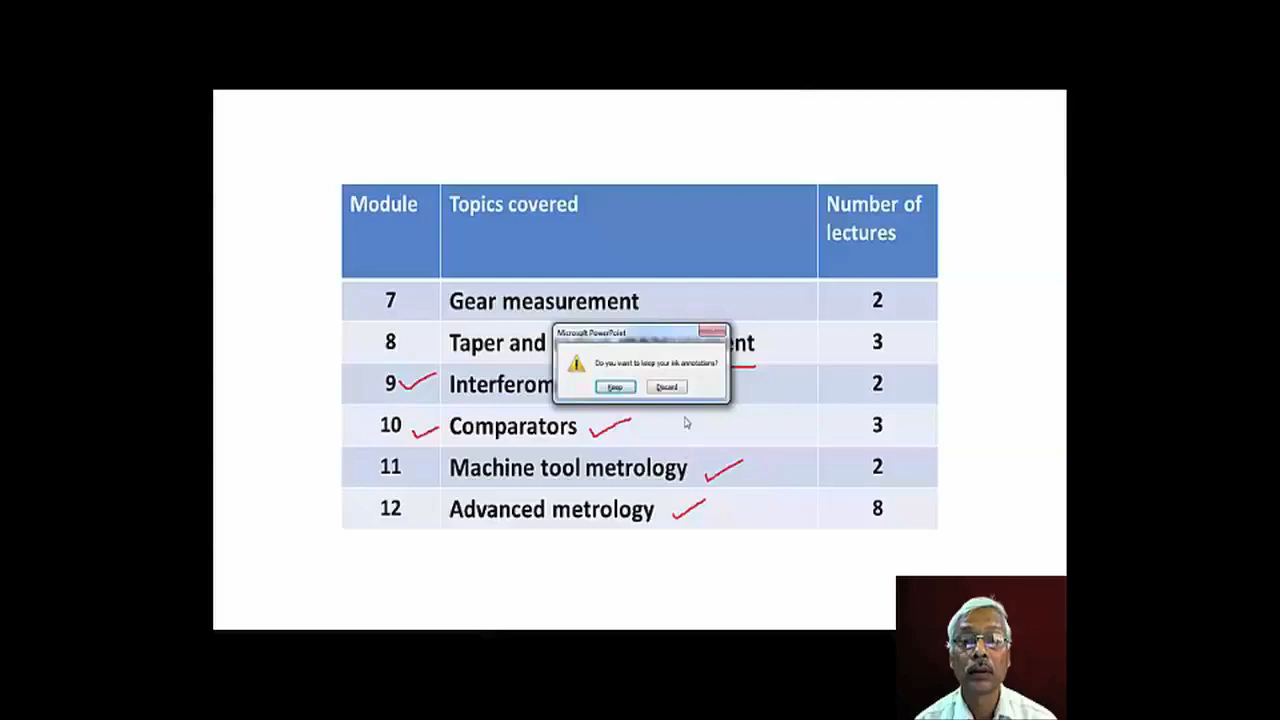 Module Topics covered Number of
lectures
7 Gear measurement 2
8 Taper and ent 3
Microsoft PowerPoint
Do you want to keep your ink annotations?
Keep Discard
9 Interferom 2
10 Comparators 3
11 Machine tool metrology 2
12 Advanced metrology 8